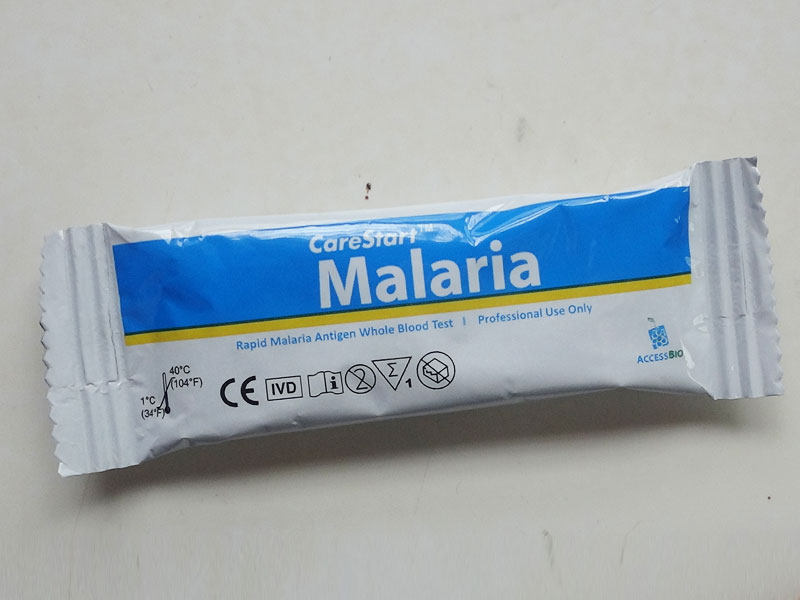 CareStart™
Malaria
Rapid Malaria Antigen Whole Blood Test | Professional Use Only
40°C
(104°F)
1°C
(34°F)
CE IVD i 2 Σ 1
ACCESSBIO